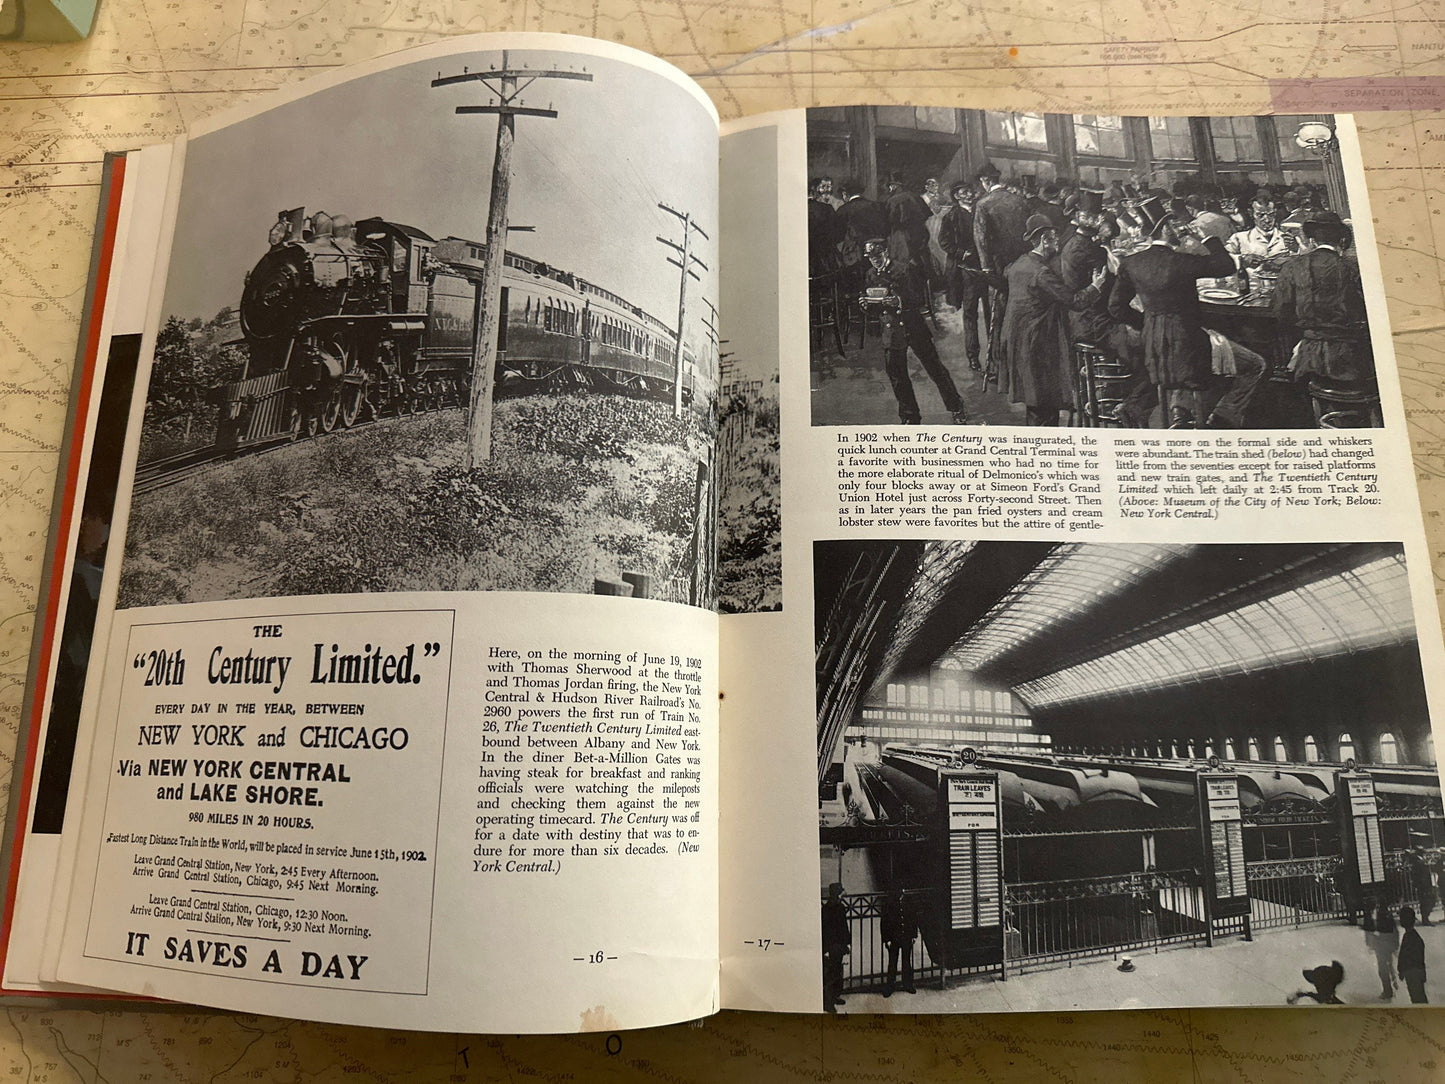 THE
"20th Century Limited."
EVERY DAY IN THE YEAR, BETWEEN
NEW YORK and CHICAGO
Via NEW YORK CENTRAL
and LAKE SHORE.
980 MILES IN 20 HOURS.
Fastest Long Distance Train in the World, will be placed in service June 15th, 1902.
Leave Grand Central Station, New York, 2:45 Every Afternoon.
Arrive Grand Central Station, Chicago, 9:45 Next Morning.
Leave Grand Central Station, Chicago, 12:30 Noon.
Arrive Grand Central Station, New York, 9:30 Next Morning.
IT SAVES A DAY
Here, on the morning of June 19, 1902
with Thomas Sherwood at the throttle
and Thomas Jordan firing, the New York
Central & Hudson River Railroad's No.
2960 powers the first run of Train No.
26, The Twentieth Century Limited east-
bound between Albany and New York.
In the diner Bet-a-Million Gates was
having steak for breakfast and ranking
officials were watching the mileposts
and checking them against the new
operating timecard. The Century was off
for a date with destiny that was to en-
dure for more than six decades. (New
York Central.)
—16—
In 1902 when The Century was inaugurated, the
quick lunch counter at Grand Central Terminal was
a favorite with businessmen who had no time for
the more elaborate ritual of Delmonico's which was
only four blocks away or at Simeon Ford's Grand
Union Hotel just across Forty-second Street. Then
as in later years the pan fried oysters and cream
lobster stew were favorites but the attire of gentle-
men was more on the formal side and whiskers
were abundant. The train shed (below) had changed
little from the seventies except for raised platforms
and new train gates, and The Twentieth Century
Limited which left daily at 2:45 from Track 20.
(Above: Museum of the City of New York; Below:
New York Central.)
20
TRAIN LEAVES
FOR
TRAIN LEAVES
FOR
SHOW YOUR TICKETS
—17—
SAFETY FAIRWAY
SEPARATION ZONE
NANTU